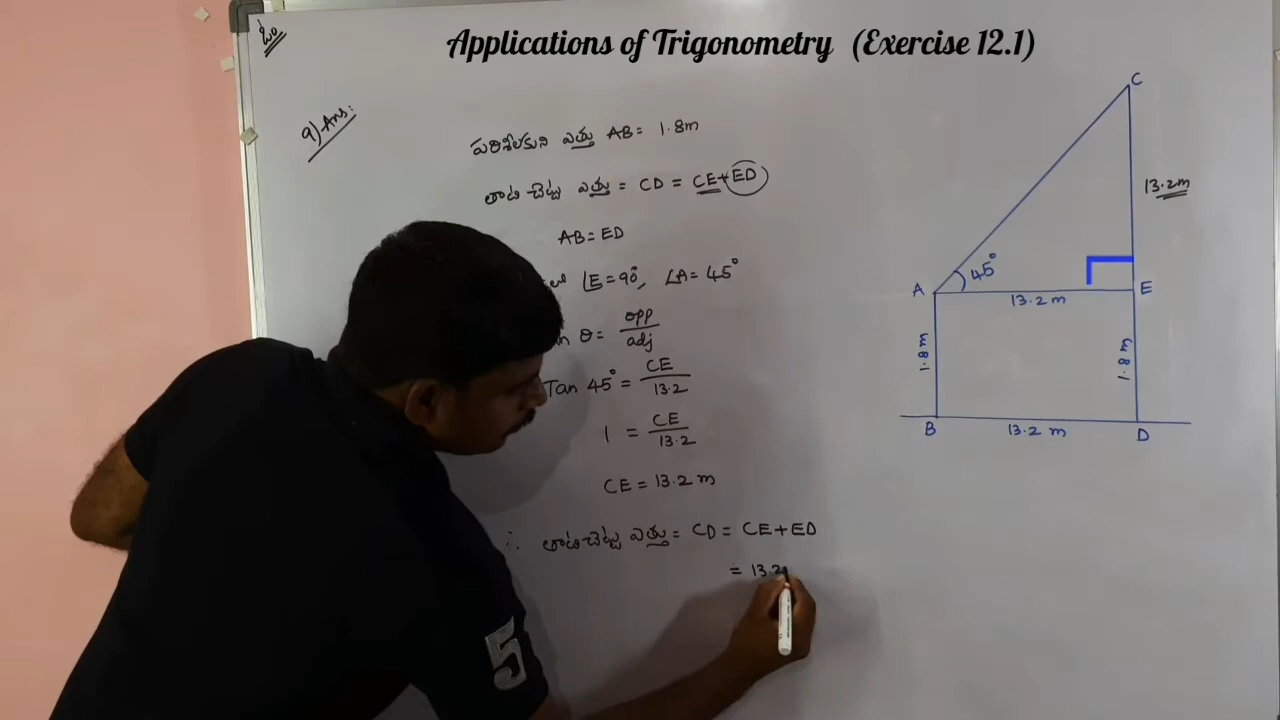 ఓం
Applications of Trigonometry (Exercise 12.1)
9) Ans:
పరిశీలకుని ఎత్తు AB = 1.8m
తాటి చెట్టు ఎత్తు = CD = CE+ED
AB = ED
లో ∠E = 90°, ∠A = 45°
θ = opp/adj
Tan 45° = CE/13.2
1 = CE/13.2
CE = 13.2 m
∴ తాటిచెట్టు ఎత్తు = CD = CE+ED
= 13.2
C
13.2m
45°
A
E
13.2 m
1.8 m
1.8 m
B
13.2 m
D
5